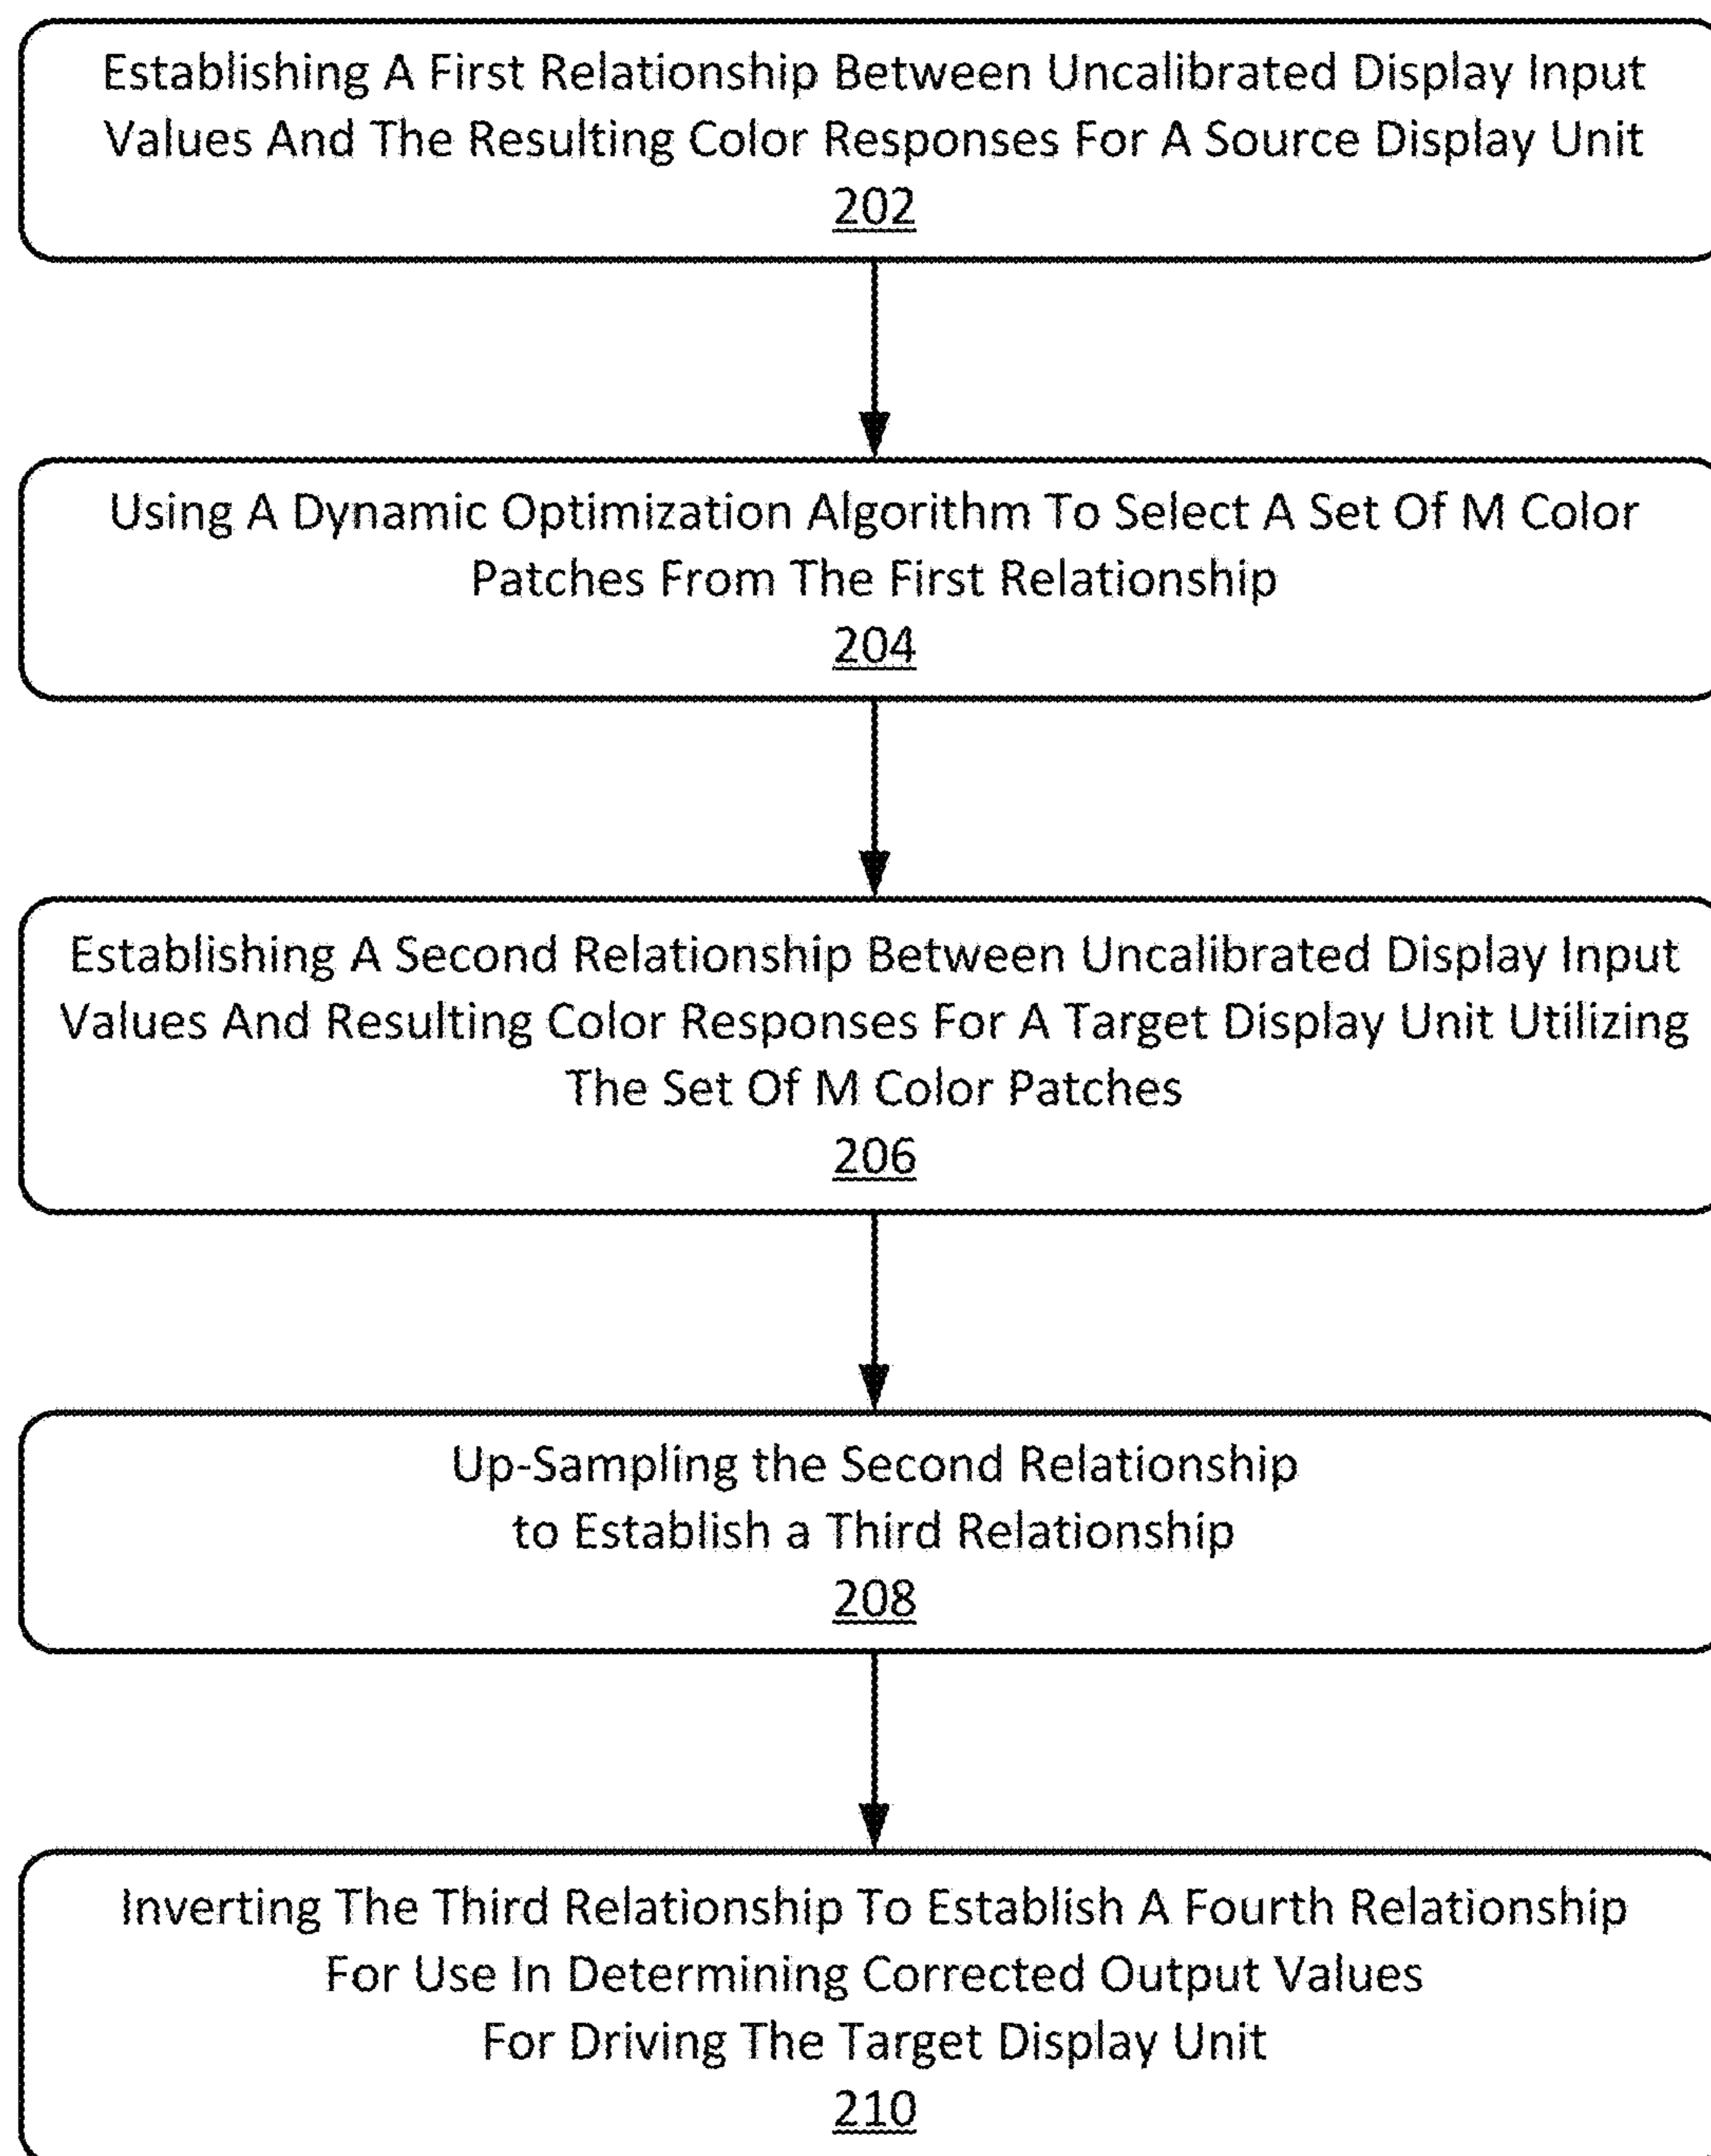 Establishing A First Relationship Between Uncalibrated Display Input
Values And The Resulting Color Responses For A Source Display Unit
202
Using A Dynamic Optimization Algorithm To Select A Set Of M Color
Patches From The First Relationship
204
Establishing A Second Relationship Between Uncalibrated Display Input
Values And Resulting Color Responses For A Target Display Unit Utilizing
The Set Of M Color Patches
206
Up-Sampling the Second Relationship
to Establish a Third Relationship
208
Inverting The Third Relationship To Establish A Fourth Relationship
For Use In Determining Corrected Output Values
For Driving The Target Display Unit
210